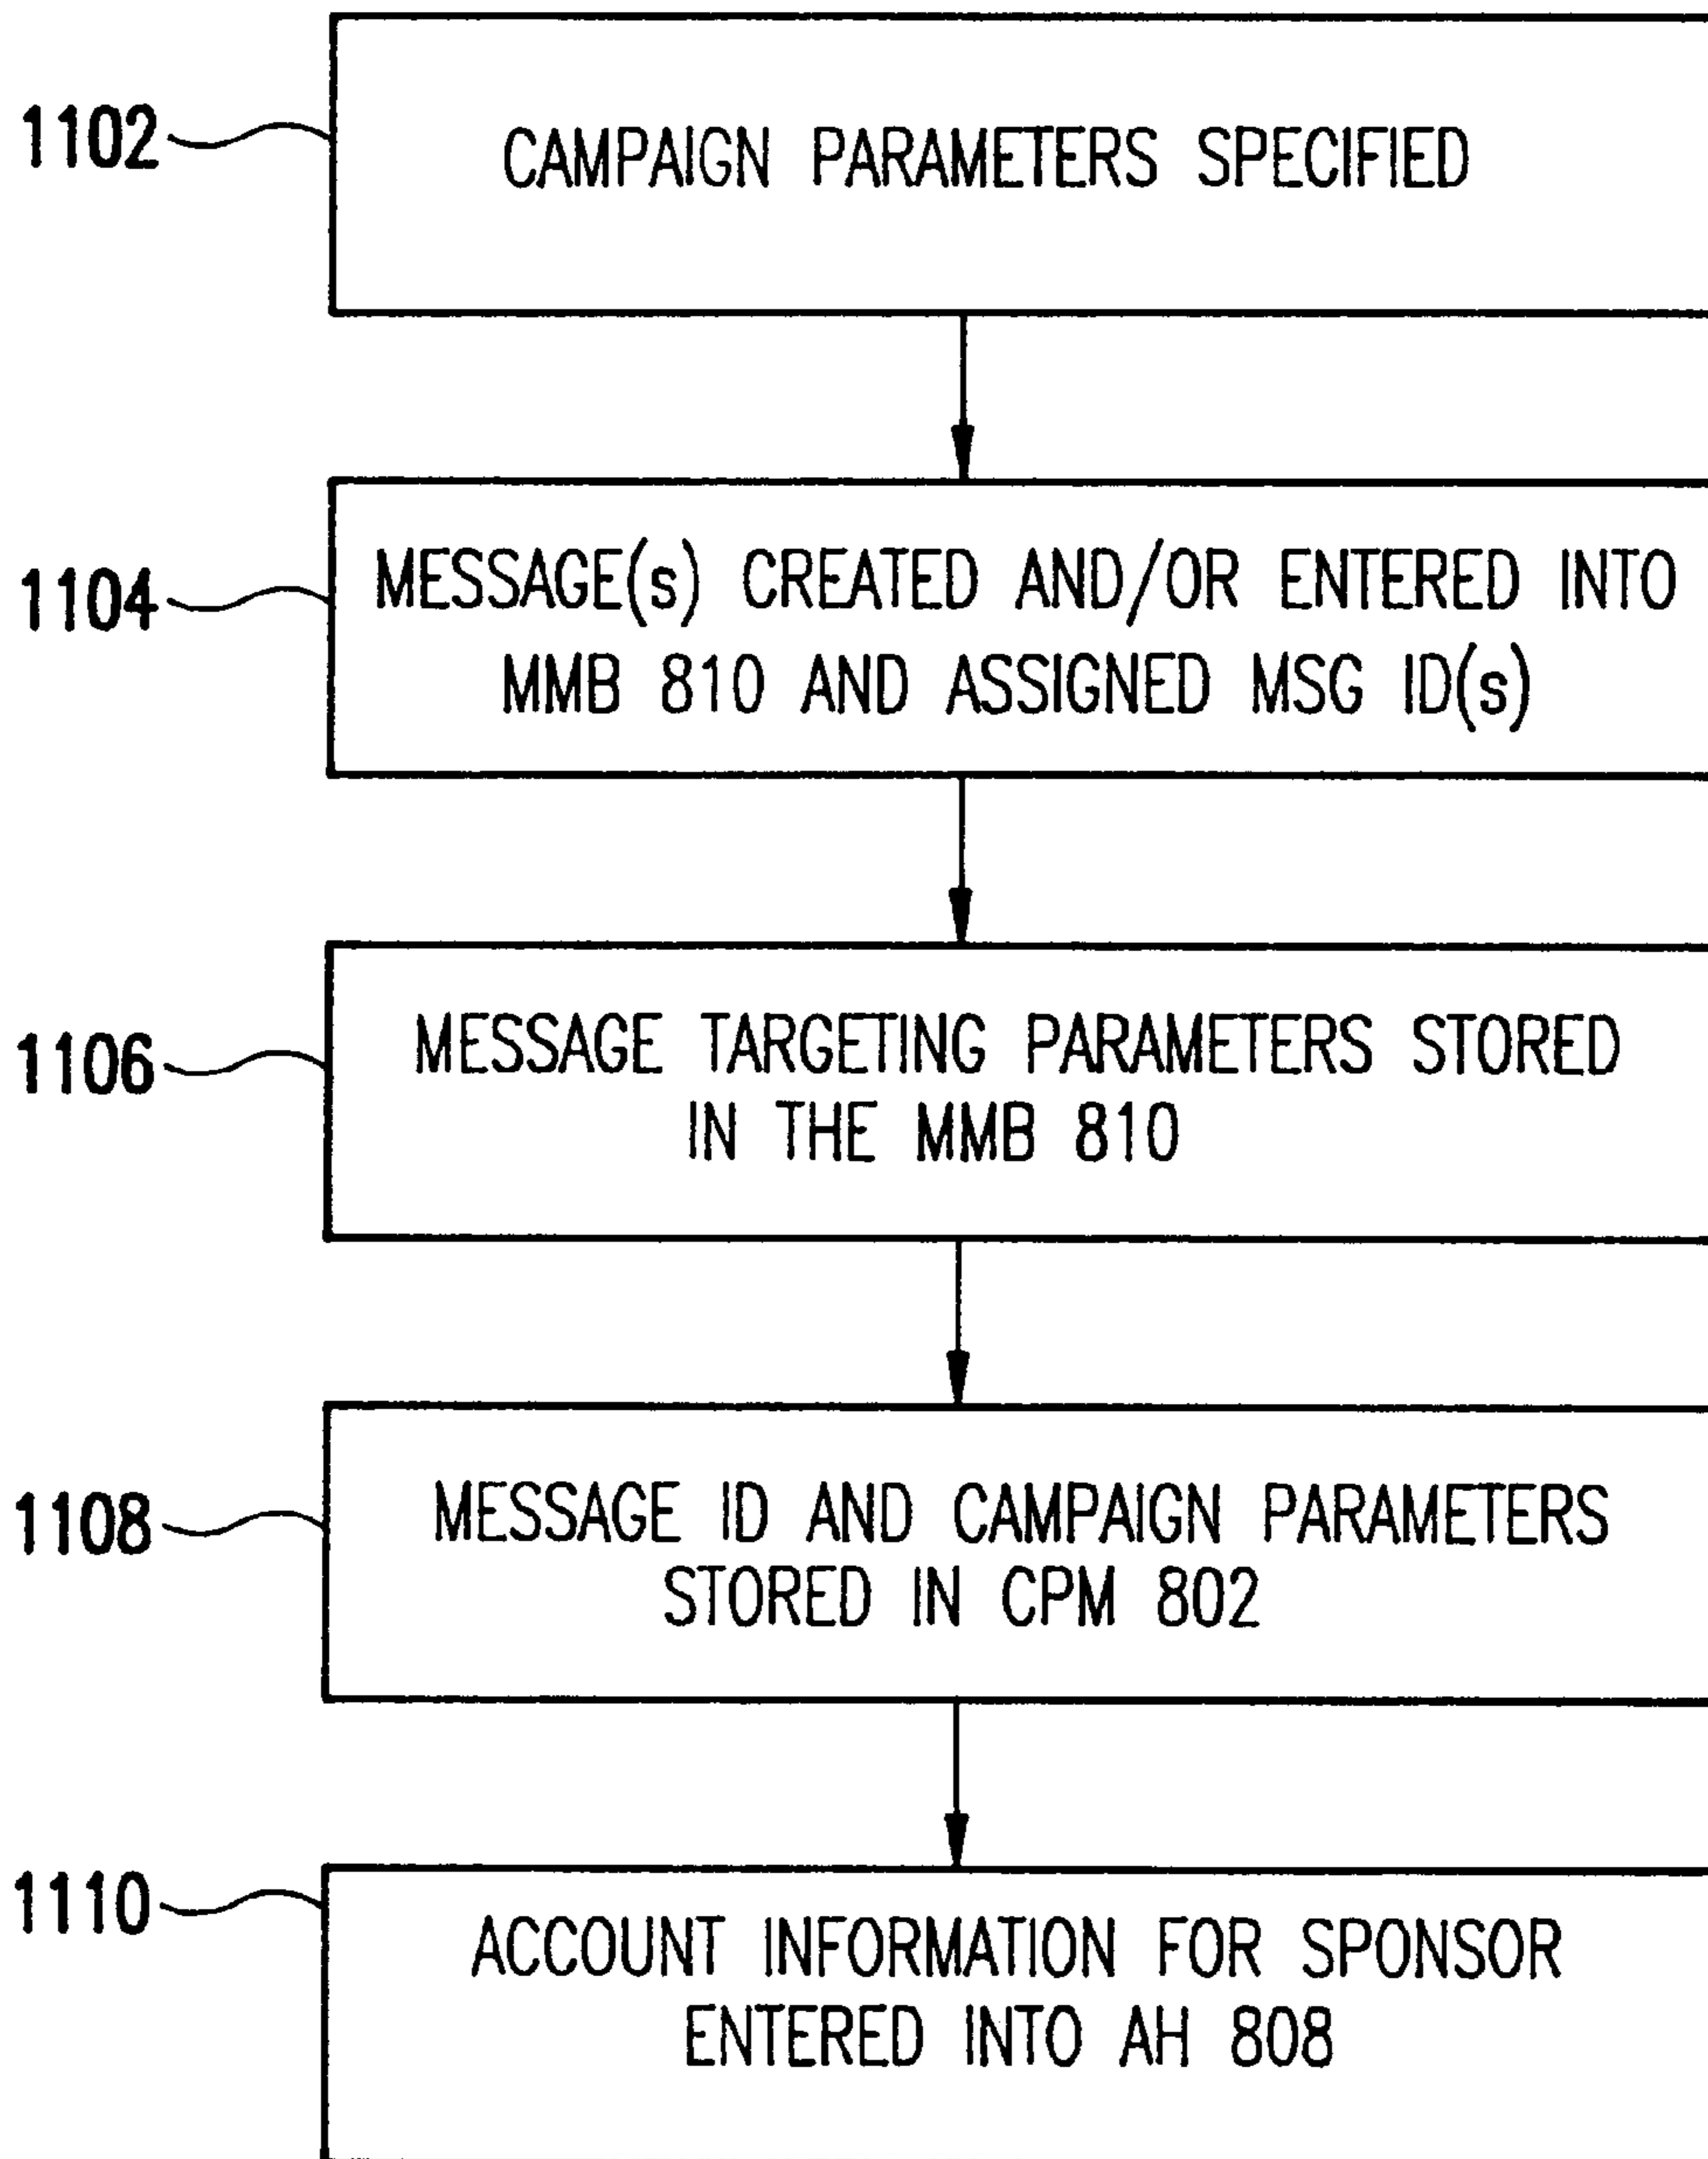 1102
CAMPAIGN PARAMETERS SPECIFIED
1104
MESSAGE(s) CREATED AND/OR ENTERED INTO
MMB 810 AND ASSIGNED MSG ID(s)
1106
MESSAGE TARGETING PARAMETERS STORED
IN THE MMB 810
1108
MESSAGE ID AND CAMPAIGN PARAMETERS
STORED IN CPM 802
1110
ACCOUNT INFORMATION FOR SPONSOR
ENTERED INTO AH 808